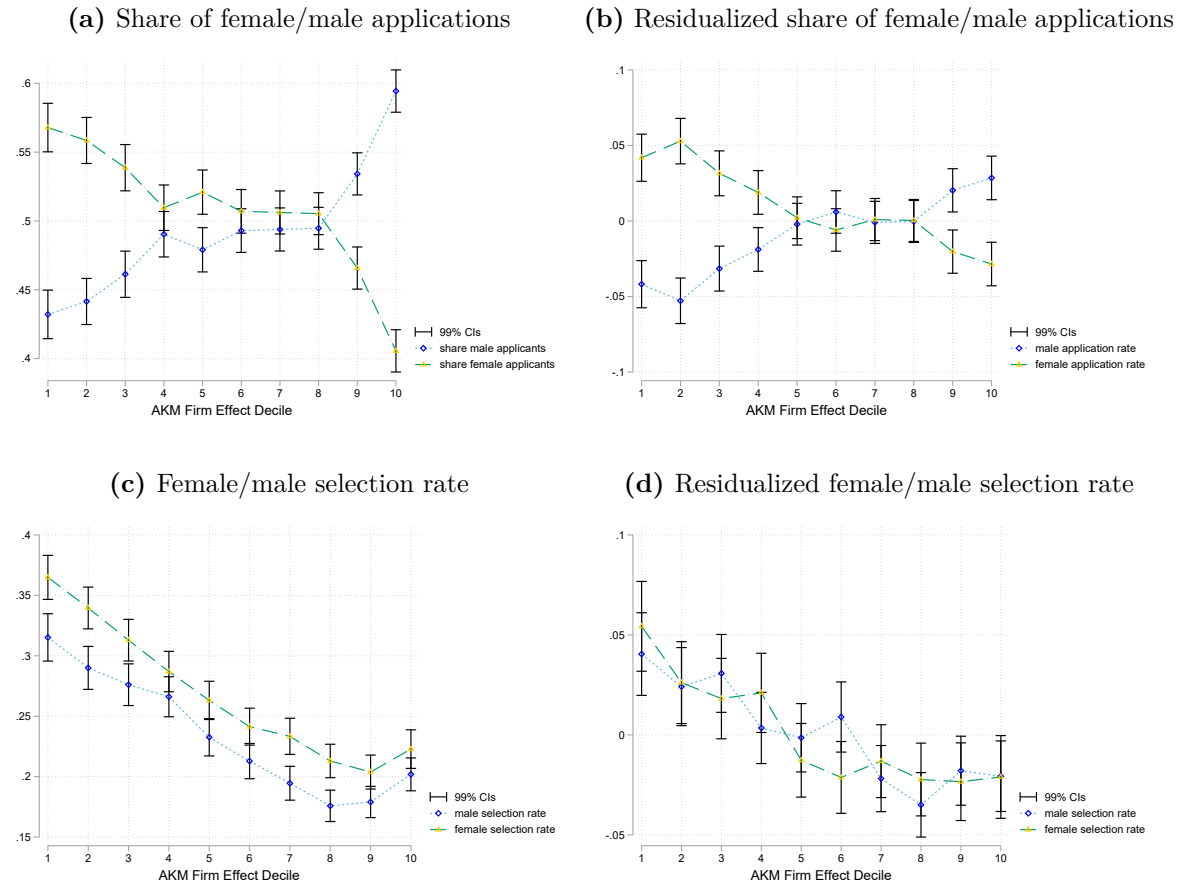 (a) Share of female/male applications
.6
.55
.5
.45
.4
1 2 3 4 5 6 7 8 9 10
AKM Firm Effect Decile
99% CIs
share male applicants
share female applicants
(b) Residualized share of female/male applications
.1
.05
0
-.05
-.1
1 2 3 4 5 6 7 8 9 10
AKM Firm Effect Decile
99% CIs
male application rate
female application rate
(c) Female/male selection rate
.4
.35
.3
.25
.2
.15
1 2 3 4 5 6 7 8 9 10
AKM Firm Effect Decile
99% CIs
male selection rate
female selection rate
(d) Residualized female/male selection rate
.1
.05
0
-.05
1 2 3 4 5 6 7 8 9 10
AKM Firm Effect Decile
99% CIs
male selection rate
female selection rate